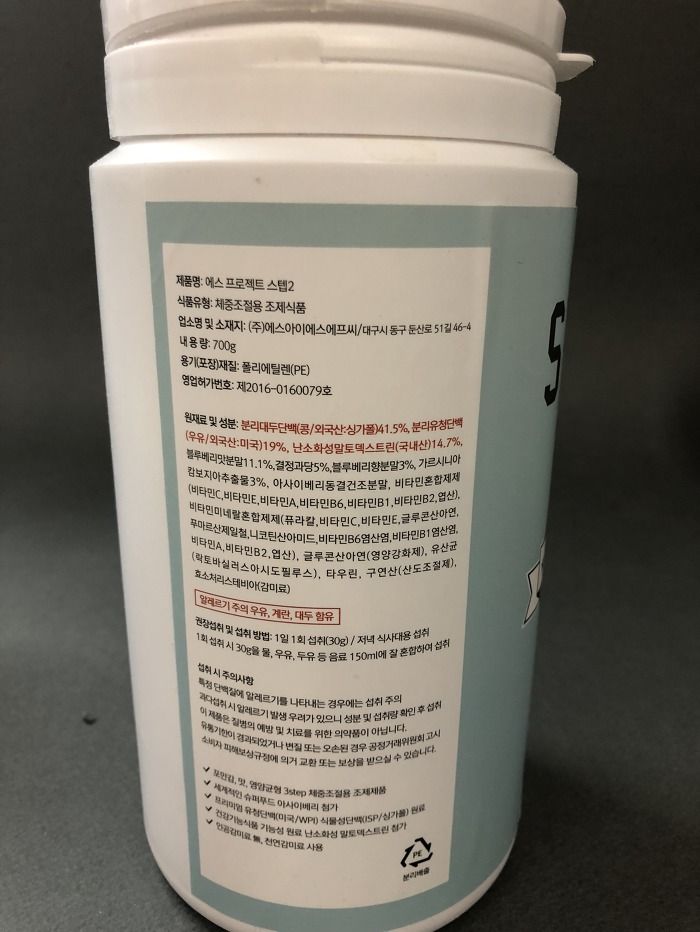 제품명: 에스 프로젝트 스텝2
식품유형: 체중조절용 조제식품
업소명 및 소재지: (주)에스아이에스에프씨/대구시 동구 둔산로 51길 46-4
내 용 량: 700g
용기(포장)재질: 폴리에틸렌(PE)
영업허가번호: 제2016-0160079호
원재료 및 성분: 분리대두단백(콩/외국산:싱가폴)41.5%, 분리유청단백
(우유/외국산:미국)19%, 난소화성말토덱스트린(국내산)14.7%,
블루베리맛분말11.1%,결정과당5%,블루베리향분말3%, 가르시니아
캄보지아추출물3%, 아사이베리동결건조분말, 비타민혼합제제
(비타민C,비타민E,비타민A,비타민B6,비타민B1,비타민B2,엽산),
비타민미네랄혼합제제(퓨라칼,비타민C,비타민E,글루콘산아연,
푸마르산제일철,니코틴산아미드,비타민B6염산염,비타민B1염산염,
비타민A,비타민B2,엽산), 글루콘산아연(영양강화제), 유산균
(락토바실러스아시도필루스), 타우린, 구연산(산도조절제),
효소처리스테비아(감미료)
알레르기 주의 우유, 계란, 대두 함유
권장섭취 및 섭취 방법: 1일 1회 섭취(30g) / 저녁 식사대용 섭취
1회 섭취 시 30g을 물, 우유, 두유 등 음료 150ml에 잘 혼합하여 섭취
섭취 시 주의사항
특정 단백질에 알레르기를 나타내는 경우에는 섭취 주의
과다섭취 시 알레르기 발생 우려가 있으니 성분 및 섭취량 확인 후 섭취
이 제품은 질병의 예방 및 치료를 위한 의약품이 아닙니다.
유통기한이 경과되었거나 변질 또는 오손된 경우 공정거래위원회 고시
소비자 피해보상규정에 의거 교환 또는 보상을 받으실 수 있습니다.
✓ 포만감, 맛, 영양균형 3step 체중조절용 조제제품
✓ 세계적인 슈퍼푸드 아사이베리 첨가
✓ 프리미엄 유청단백(미국/WPI) 식물성단백(ISP/싱가폴) 원료
✓ 건강기능식품 기능성 원료 난소화성 말토덱스트린 첨가
✓ 인공감미료 無, 천연감미료 사용
PE
분리배출
S